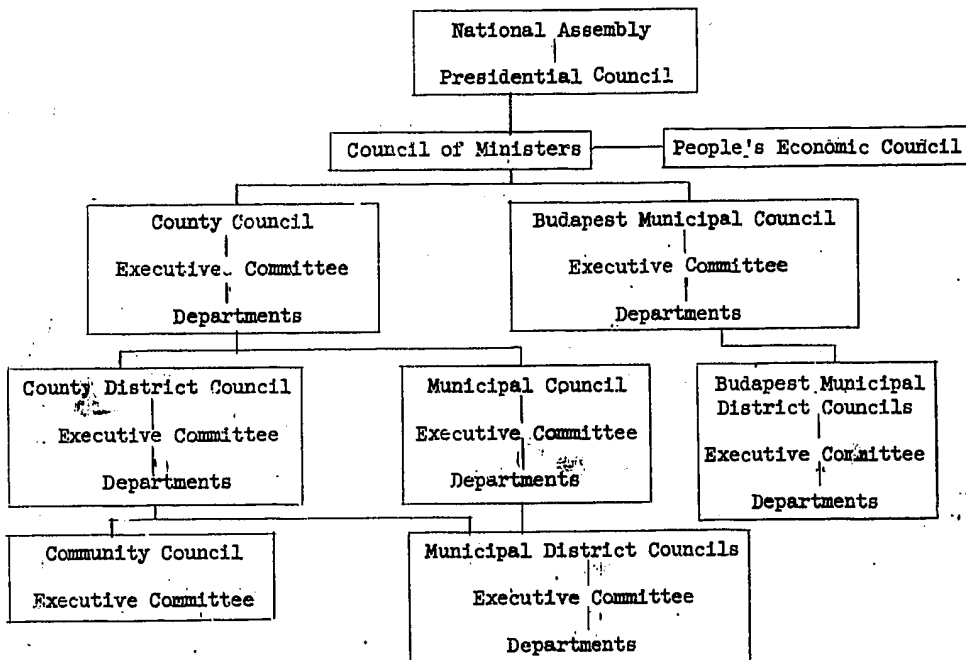 National Assembly
Presidential Council
Council of Ministers
People's Economic Council
County Council
Executive Committee
Departments
Budapest Municipal Council
Executive Committee
Departments
County District Council
Executive Committee
Departments
Municipal Council
Executive Committee
Departments
Budapest Municipal
District Councils
Executive Committee
Departments
Community Council
Executive Committee
Municipal District Councils
Executive Committee
Departments